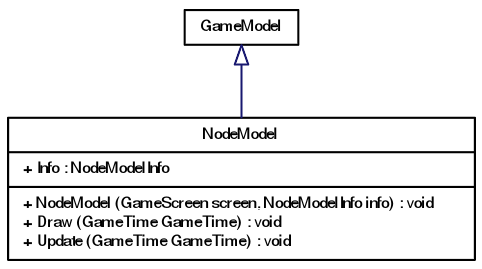 GameModel
NodeModel
+ Info : NodeModelInfo
+ NodeModel (GameScreen screen, NodeModelInfo info) : void
+ Draw (GameTime GameTime) : void
+ Update (GameTime GameTime) : void